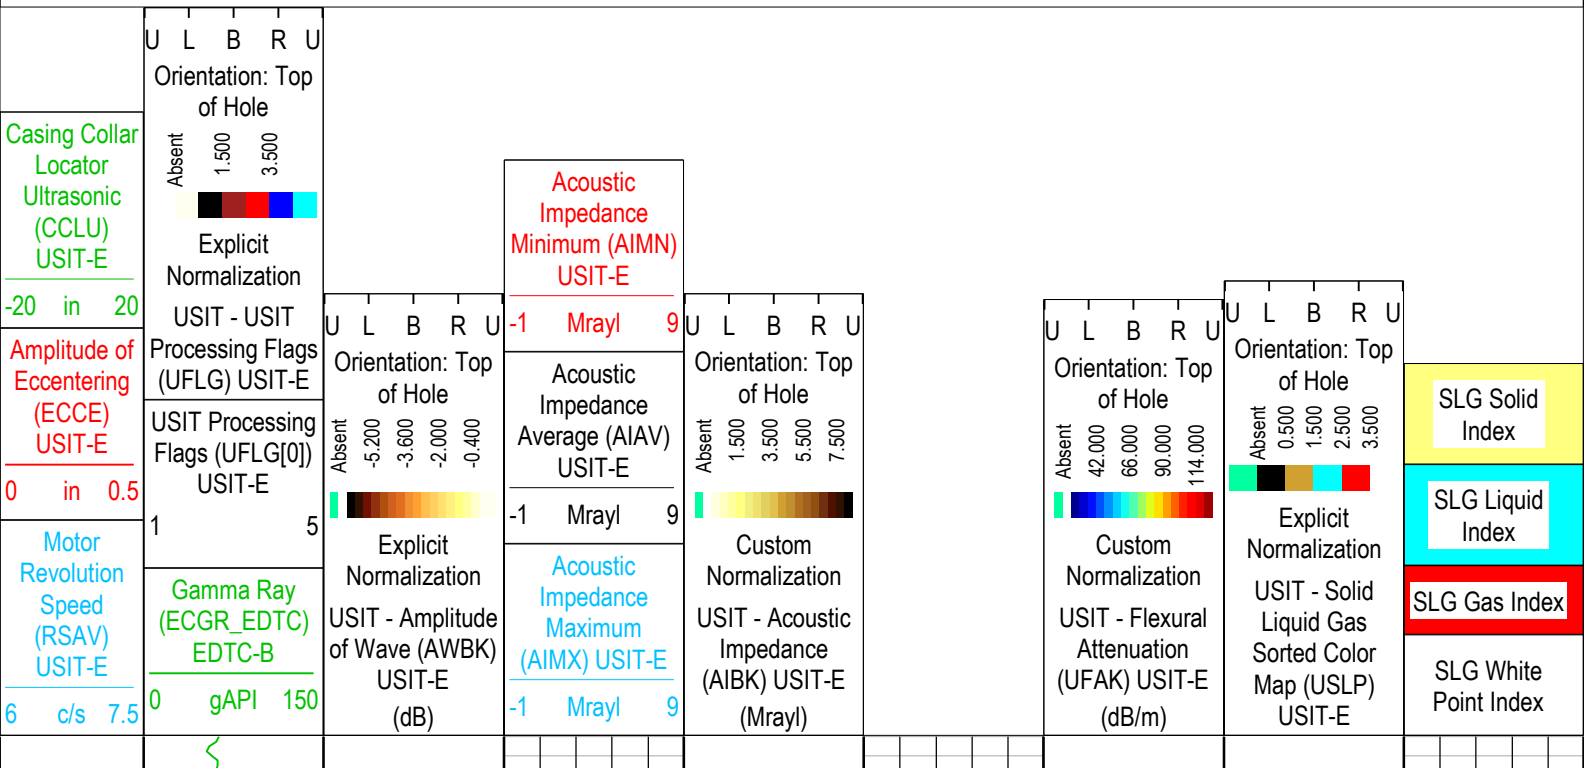 Casing Collar
Locator
Ultrasonic
(CCLU)
USIT-E
-20 in 20
Amplitude of
Eccentering
(ECCE)
USIT-E
0 in 0.5
Motor
Revolution
Speed
(RSAV)
USIT-E
6 c/s 7.5
U L B R U
Orientation: Top
of Hole
Absent
1.500
3.500
Explicit
Normalization
USIT - USIT
Processing Flags
(UFLG) USIT-E
USIT Processing
Flags (UFLG[0])
USIT-E
1 5
Gamma Ray
(ECGR_EDTC)
EDTC-B
0 gAPI 150
U L B R U
Orientation: Top
of Hole
Absent
-5.200
-3.600
-2.000
-0.400
Explicit
Normalization
USIT - Amplitude
of Wave (AWBK)
USIT-E
(dB)
Acoustic
Impedance
Minimum (AIMN)
USIT-E
-1 Mrayl 9
Acoustic
Impedance
Average (AIAV)
USIT-E
-1 Mrayl 9
Acoustic
Impedance
Maximum
(AIMX) USIT-E
-1 Mrayl 9
U L B R U
Orientation: Top
of Hole
Absent
1.500
3.500
5.500
7.500
Custom
Normalization
USIT - Acoustic
Impedance
(AIBK) USIT-E
(Mrayl)
U L B R U
Orientation: Top
of Hole
Absent
42.000
66.000
90.000
114.000
Custom
Normalization
USIT - Flexural
Attenuation
(UFAK) USIT-E
(dB/m)
U L B R U
Orientation: Top
of Hole
Absent
0.500
1.500
2.500
3.500
Explicit
Normalization
USIT - Solid
Liquid Gas
Sorted Color
Map (USLP)
USIT-E
SLG Solid
Index
SLG Liquid
Index
SLG Gas Index
SLG White
Point Index